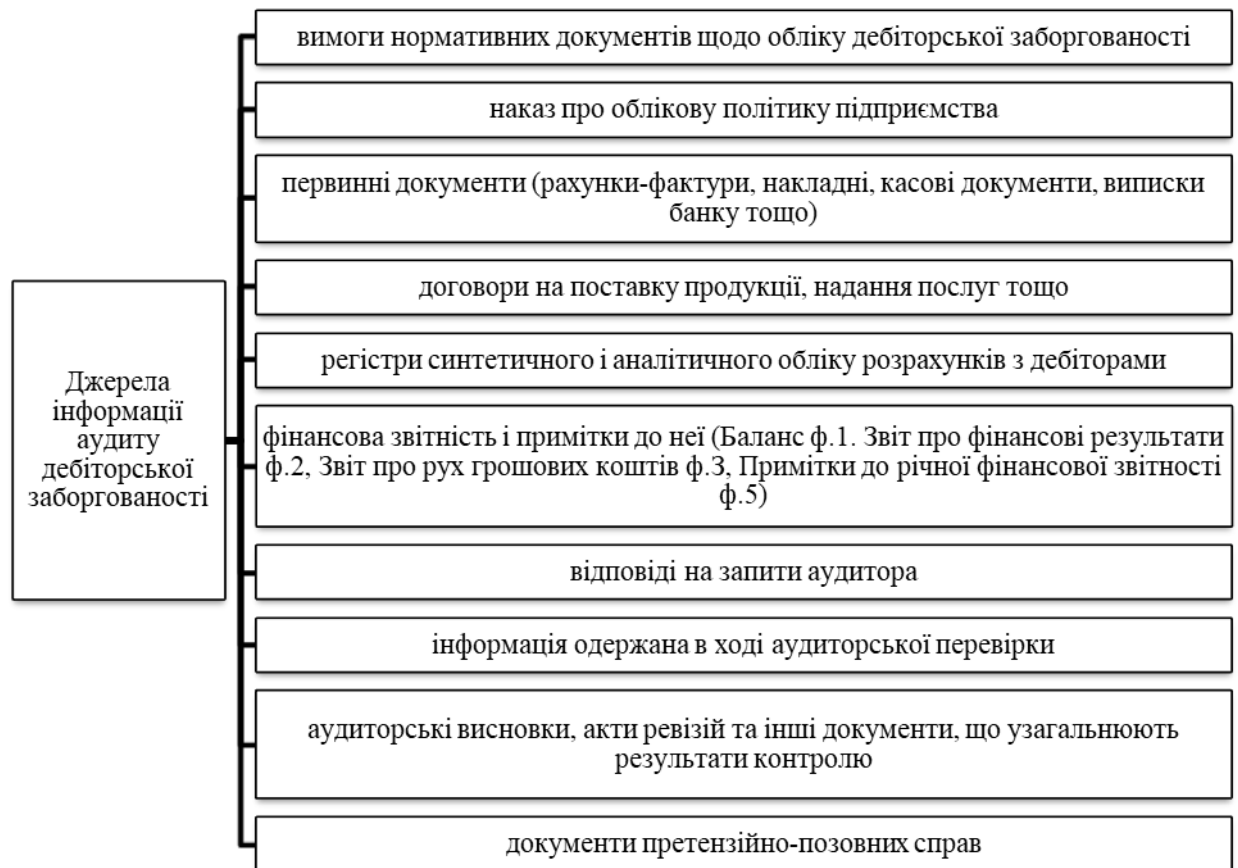 вимоги нормативних документів щодо обліку дебіторської заборгованості
наказ про облікову політику підприємства
первинні документи (рахунки-фактури, накладні, касові документи, виписки
банку тощо)
договори на поставку продукції, надання послуг тощо
регістри синтетичного і аналітичного обліку розрахунків з дебіторами
Джерела
інформації
аудиту
дебіторської
заборгованості
фінансова звітність і примітки до неї (Баланс ф.1. Звіт про фінансові результати
ф.2, Звіт про рух грошових коштів ф.3, Примітки до річної фінансової звітності
ф.5)
відповіді на запити аудитора
інформація одержана в ході аудиторської перевірки
аудиторські висновки, акти ревізій та інші документи, що узагальнюють
результати контролю
документи претензійно-позовних справ